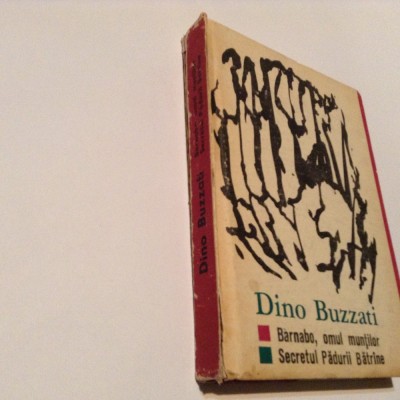 Dino Buzzati
Bàrnabo, omul munţilor
Secretul Pădurii Bătrîne
Dino Buzzati